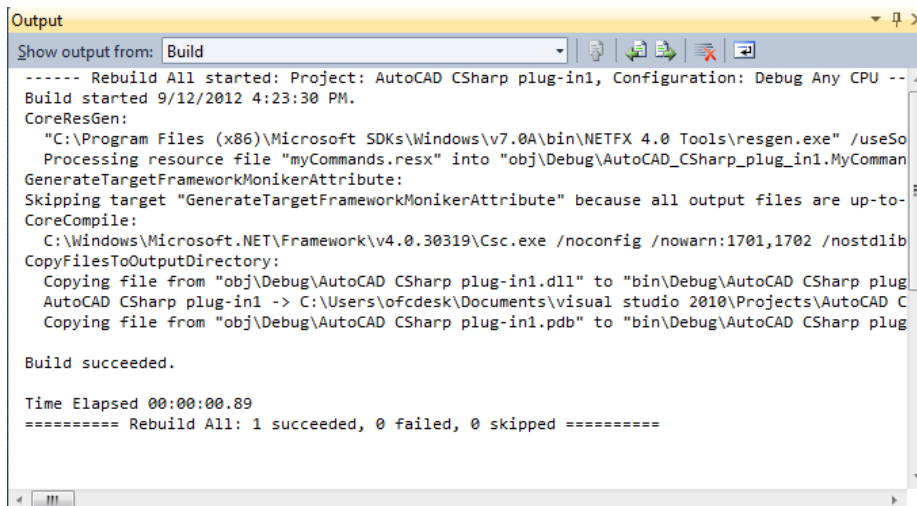 Output
Show output from: Build
------ Rebuild All started: Project: AutoCAD CSharp plug-in1, Configuration: Debug Any CPU --
Build started 9/12/2012 4:23:30 PM.
CoreResGen:
  "C:\Program Files (x86)\Microsoft SDKs\Windows\v7.0A\bin\NETFX 4.0 Tools\resgen.exe" /useSo
  Processing resource file "myCommands.resx" into "obj\Debug\AutoCAD_CSharp_plug_in1.MyComman
GenerateTargetFrameworkMonikerAttribute:
Skipping target "GenerateTargetFrameworkMonikerAttribute" because all output files are up-to-
CoreCompile:
  C:\Windows\Microsoft.NET\Framework\v4.0.30319\Csc.exe /noconfig /nowarn:1701,1702 /nostdlib
CopyFilesToOutputDirectory:
  Copying file from "obj\Debug\AutoCAD CSharp plug-in1.dll" to "bin\Debug\AutoCAD CSharp plug
  AutoCAD CSharp plug-in1 -> C:\Users\ofcdesk\Documents\visual studio 2010\Projects\AutoCAD C
  Copying file from "obj\Debug\AutoCAD CSharp plug-in1.pdb" to "bin\Debug\AutoCAD CSharp plug
Build succeeded.
Time Elapsed 00:00:00.89
========== Rebuild All: 1 succeeded, 0 failed, 0 skipped ==========